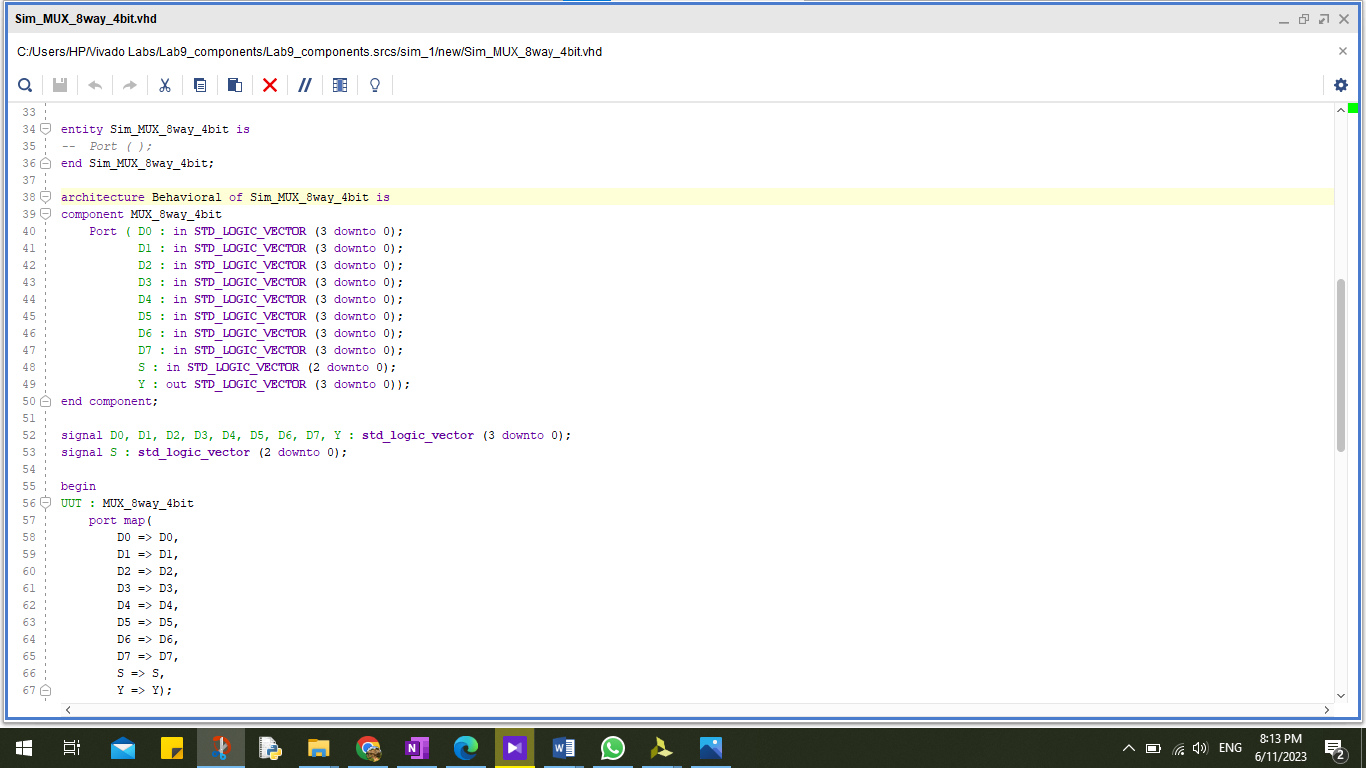 Sim_MUX_8way_4bit.vhd
C:/Users/HP/Vivado Labs/Lab9_components/Lab9_components.srcs/sim_1/new/Sim_MUX_8way_4bit.vhd
33
34 entity Sim_MUX_8way_4bit is
35 --  Port ( );
36 end Sim_MUX_8way_4bit;
37
38 architecture Behavioral of Sim_MUX_8way_4bit is
39 component MUX_8way_4bit
40     Port ( D0 : in STD_LOGIC_VECTOR (3 downto 0);
41            D1 : in STD_LOGIC_VECTOR (3 downto 0);
42            D2 : in STD_LOGIC_VECTOR (3 downto 0);
43            D3 : in STD_LOGIC_VECTOR (3 downto 0);
44            D4 : in STD_LOGIC_VECTOR (3 downto 0);
45            D5 : in STD_LOGIC_VECTOR (3 downto 0);
46            D6 : in STD_LOGIC_VECTOR (3 downto 0);
47            D7 : in STD_LOGIC_VECTOR (3 downto 0);
48            S : in STD_LOGIC_VECTOR (2 downto 0);
49            Y : out STD_LOGIC_VECTOR (3 downto 0));
50 end component;
51
52 signal D0, D1, D2, D3, D4, D5, D6, D7, Y : std_logic_vector (3 downto 0);
53 signal S : std_logic_vector (2 downto 0);
54
55 begin
56 UUT : MUX_8way_4bit
57     port map(
58         D0 => D0,
59         D1 => D1,
60         D2 => D2,
61         D3 => D3,
62         D4 => D4,
63         D5 => D5,
64         D6 => D6,
65         D7 => D7,
66         S => S,
67         Y => Y);
ENG
8:13 PM
6/11/2023
2